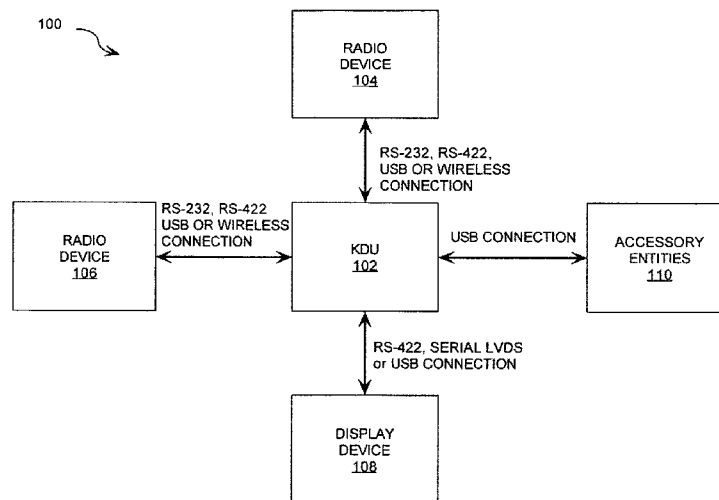 100
RADIO
DEVICE
104
RS-232, RS-422,
USB OR WIRELESS
CONNECTION
RS-232, RS-422
USB OR WIRELESS
CONNECTION
RADIO
DEVICE
106
KDU
102
USB CONNECTION
ACCESSORY
ENTITIES
110
RS-422, SERIAL LVDS
or USB CONNECTION
DISPLAY
DEVICE
108